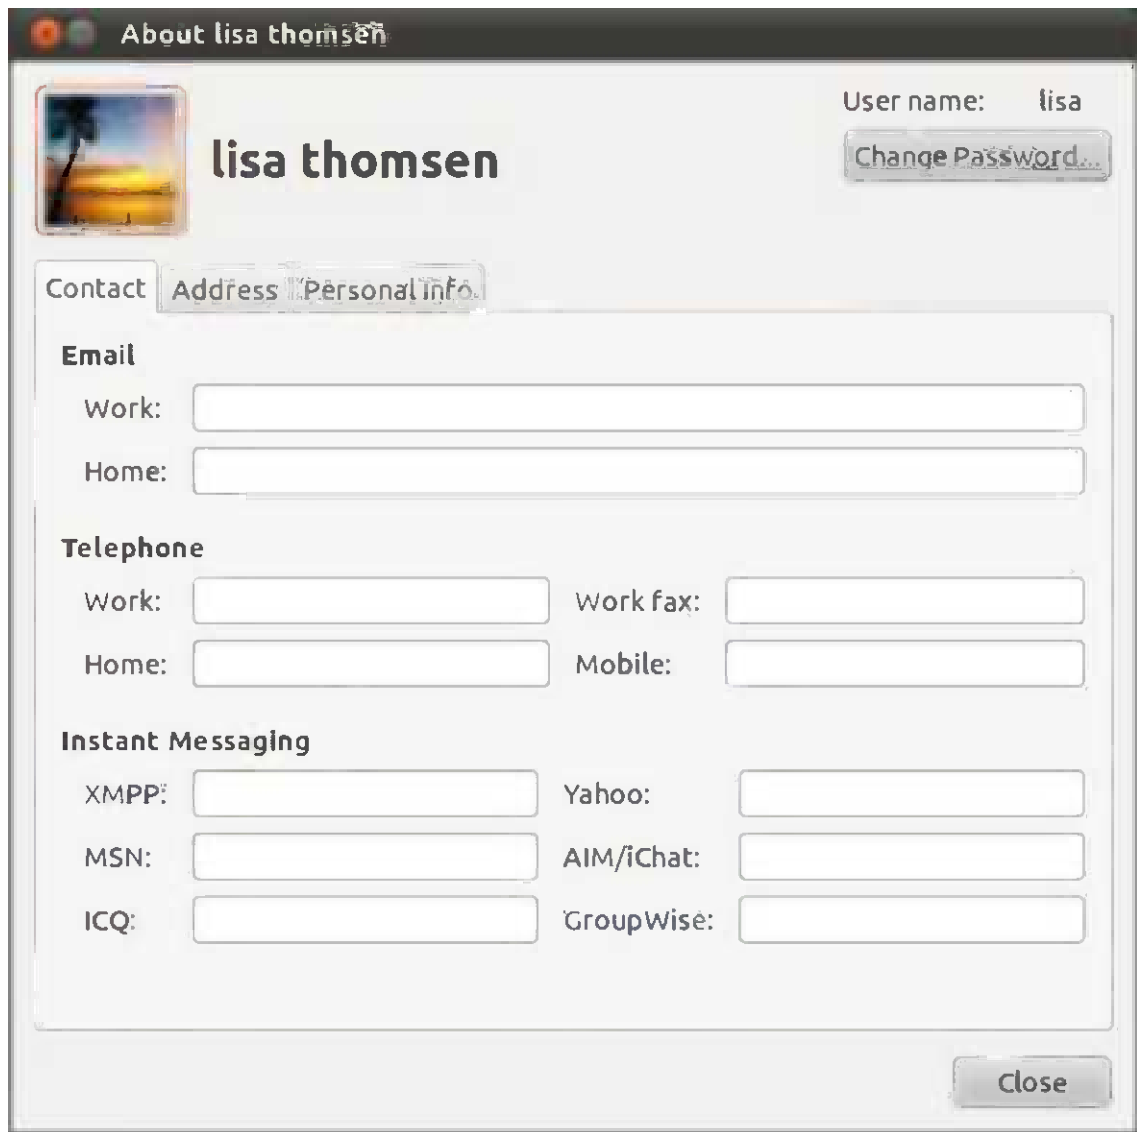 About lisa thomsen
User name: lisa
lisa thomsen
Change Password...
Contact Address Personal Info
Email
Work:
Home:
Telephone
Work: Work fax:
Home: Mobile:
Instant Messaging
XMPP: Yahoo:
MSN: AIM/iChat:
ICQ: GroupWise:
Close